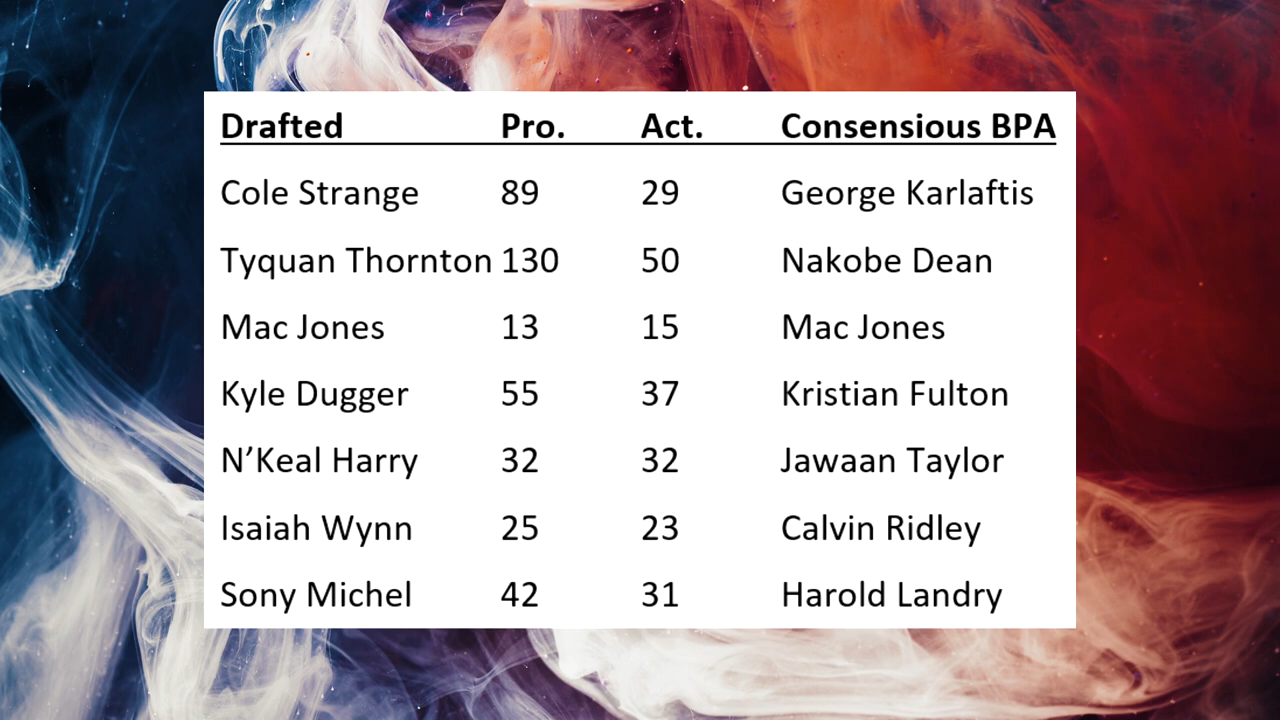 Drafted Pro. Act. Consensious BPA
Cole Strange 89 29 George Karlaftis
Tyquan Thornton 130 50 Nakobe Dean
Mac Jones 13 15 Mac Jones
Kyle Dugger 55 37 Kristian Fulton
N’Keal Harry 32 32 Jawaan Taylor
Isaiah Wynn 25 23 Calvin Ridley
Sony Michel 42 31 Harold Landry